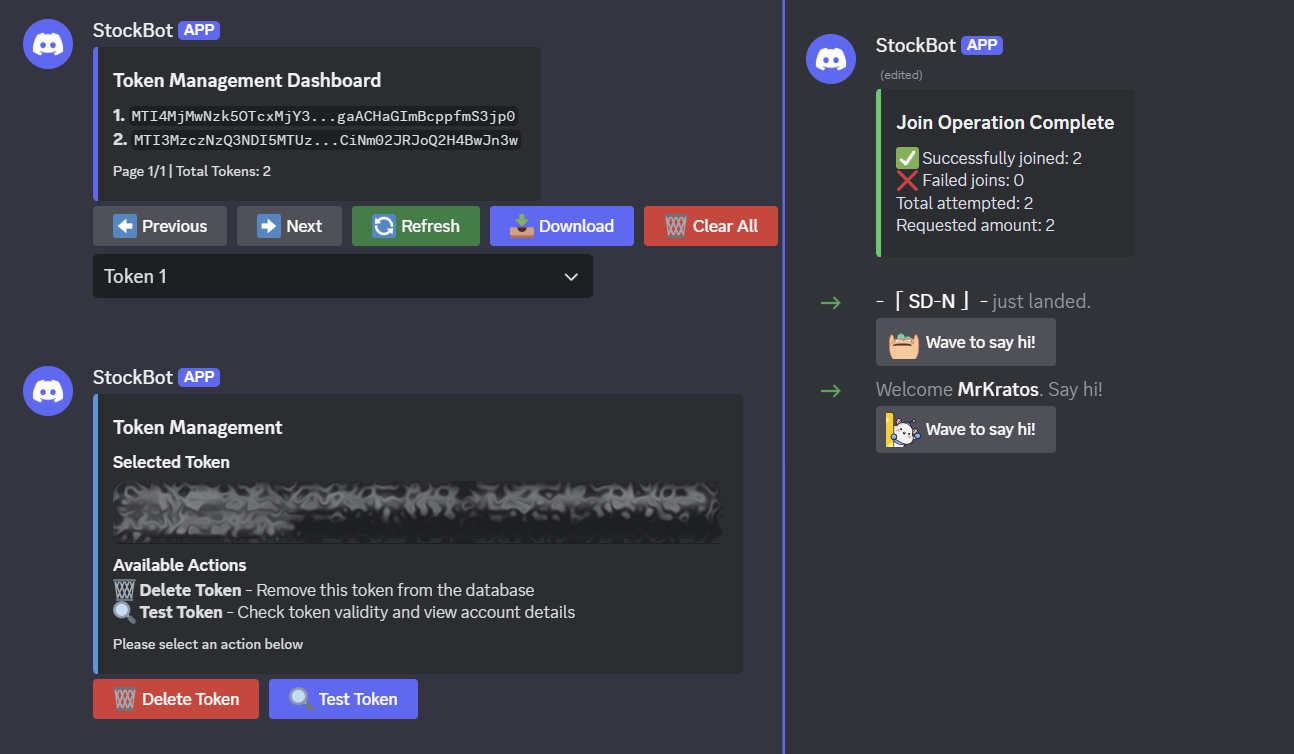 StockBot APP
Token Management Dashboard
1. MTI4MjMwNzk5OTcxMjY3...gaACHaGImBcppfmS3jp0
2. MTI3MzczNzQ3NDI5MTUz...CiNm02JRJoQ2H4BwJn3w
Page 1/1 | Total Tokens: 2
Previous Next Refresh Download Clear All
Token 1
StockBot APP
Token Management
Selected Token
Available Actions
Delete Token - Remove this token from the database
Test Token - Check token validity and view account details
Please select an action below
Delete Token Test Token
StockBot APP
(edited)
Join Operation Complete
Successfully joined: 2
Failed joins: 0
Total attempted: 2
Requested amount: 2
-「 SD-N 」- just landed.
Wave to say hi!
Welcome MrKratos. Say hi!
Wave to say hi!